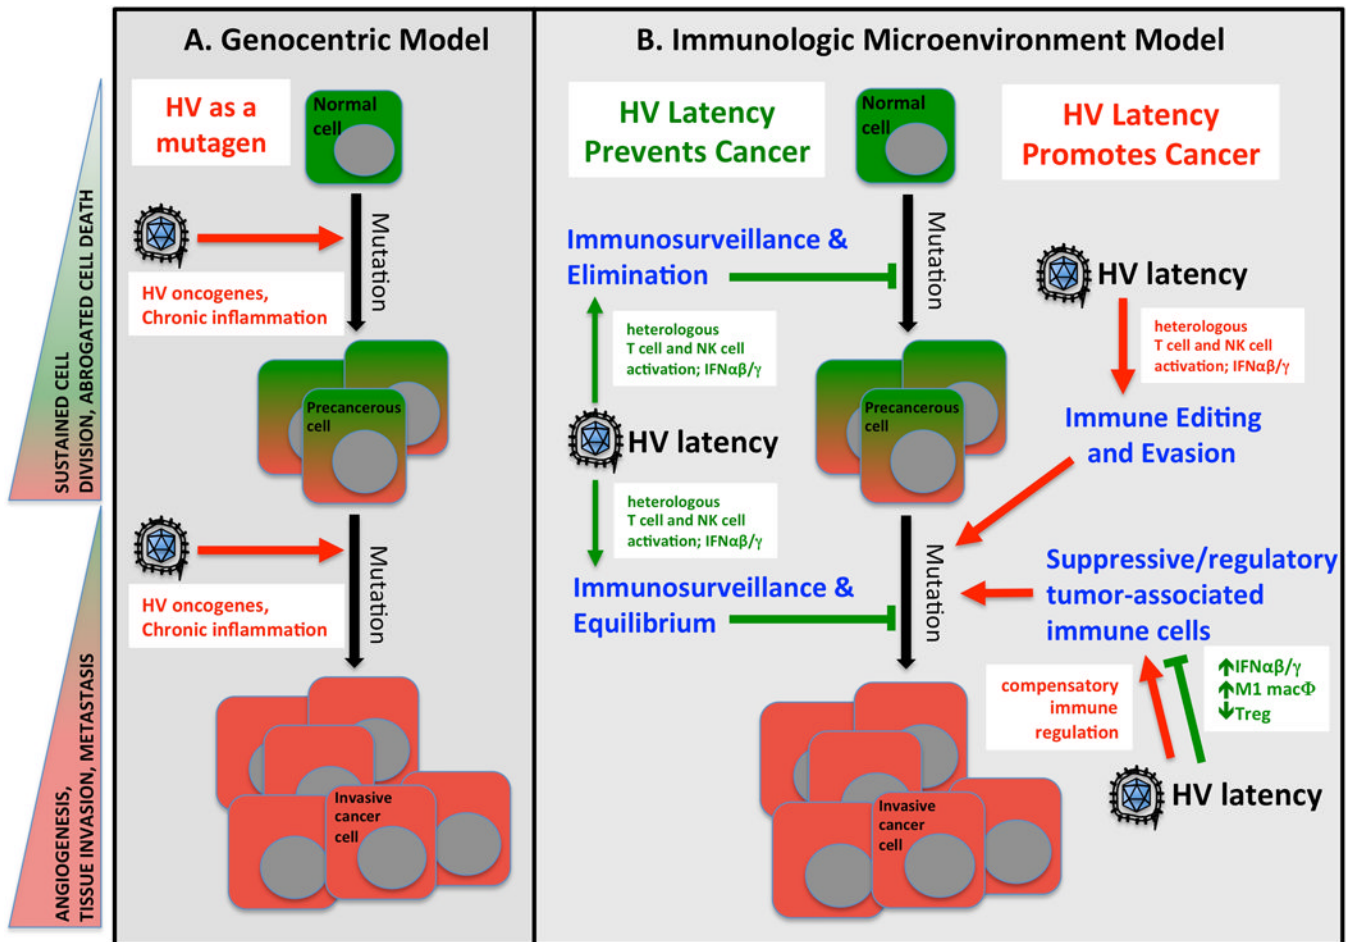 A. Genocentric Model
HV as a
mutagen
Normal
cell
Mutation
HV oncogenes,
Chronic inflammation
Precancerous
cell
Mutation
HV oncogenes,
Chronic inflammation
Invasive
cancer
cell
SUSTAINED CELL
DIVISION, ABROGATED CELL DEATH
ANGIOGENESIS,
TISSUE INVASION, METASTASIS
B. Immunologic Microenvironment Model
HV Latency
Prevents Cancer
Normal
cell
HV Latency
Promotes Cancer
Immunosurveillance &
Elimination
Mutation
HV latency
heterologous
T cell and NK cell
activation; IFNαβ/γ
heterologous
T cell and NK cell
activation; IFNαβ/γ
HV latency
Precancerous
cell
Immune Editing
and Evasion
heterologous
T cell and NK cell
activation; IFNαβ/γ
Immunosurveillance &
Equilibrium
Mutation
Suppressive/regulatory
tumor-associated
immune cells
compensatory
immune
regulation
↑IFNαβ/γ
↑M1 macΦ
↓Treg
HV latency
Invasive
cancer
cell